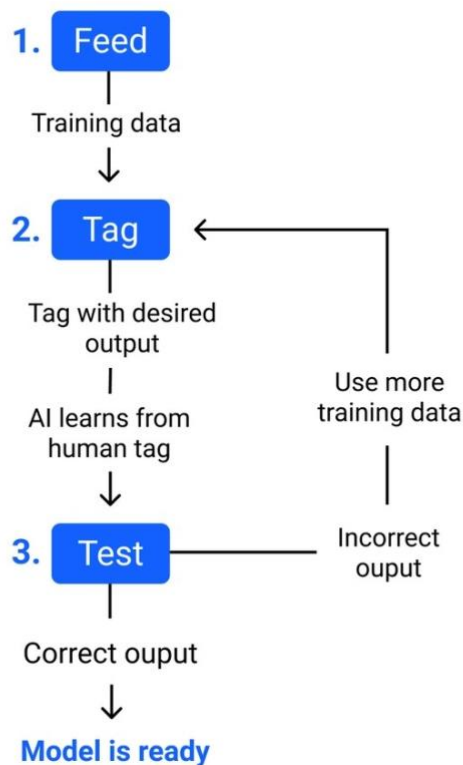 1. Feed
Training data
2. Tag
Tag with desired
output
AI learns from
human tag
Use more
training data
3. Test
Incorrect
ouput
Correct ouput
Model is ready